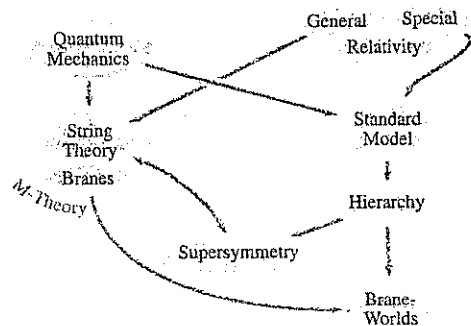 General Special
Relativity
Quantum
Mechanics
String
Theory
Branes
M-Theory
Standard
Model
Hierarchy
Supersymmetry
Brane-
Worlds